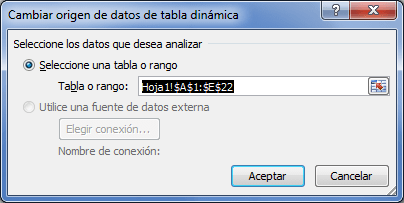 Cambiar origen de datos de tabla dinámica
Seleccione los datos que desea analizar
Seleccione una tabla o rango
Tabla o rango: Hoja1!$A$1:$E$22
Utilice una fuente de datos externa
Elegir conexión...
Nombre de conexión:
Aceptar Cancelar